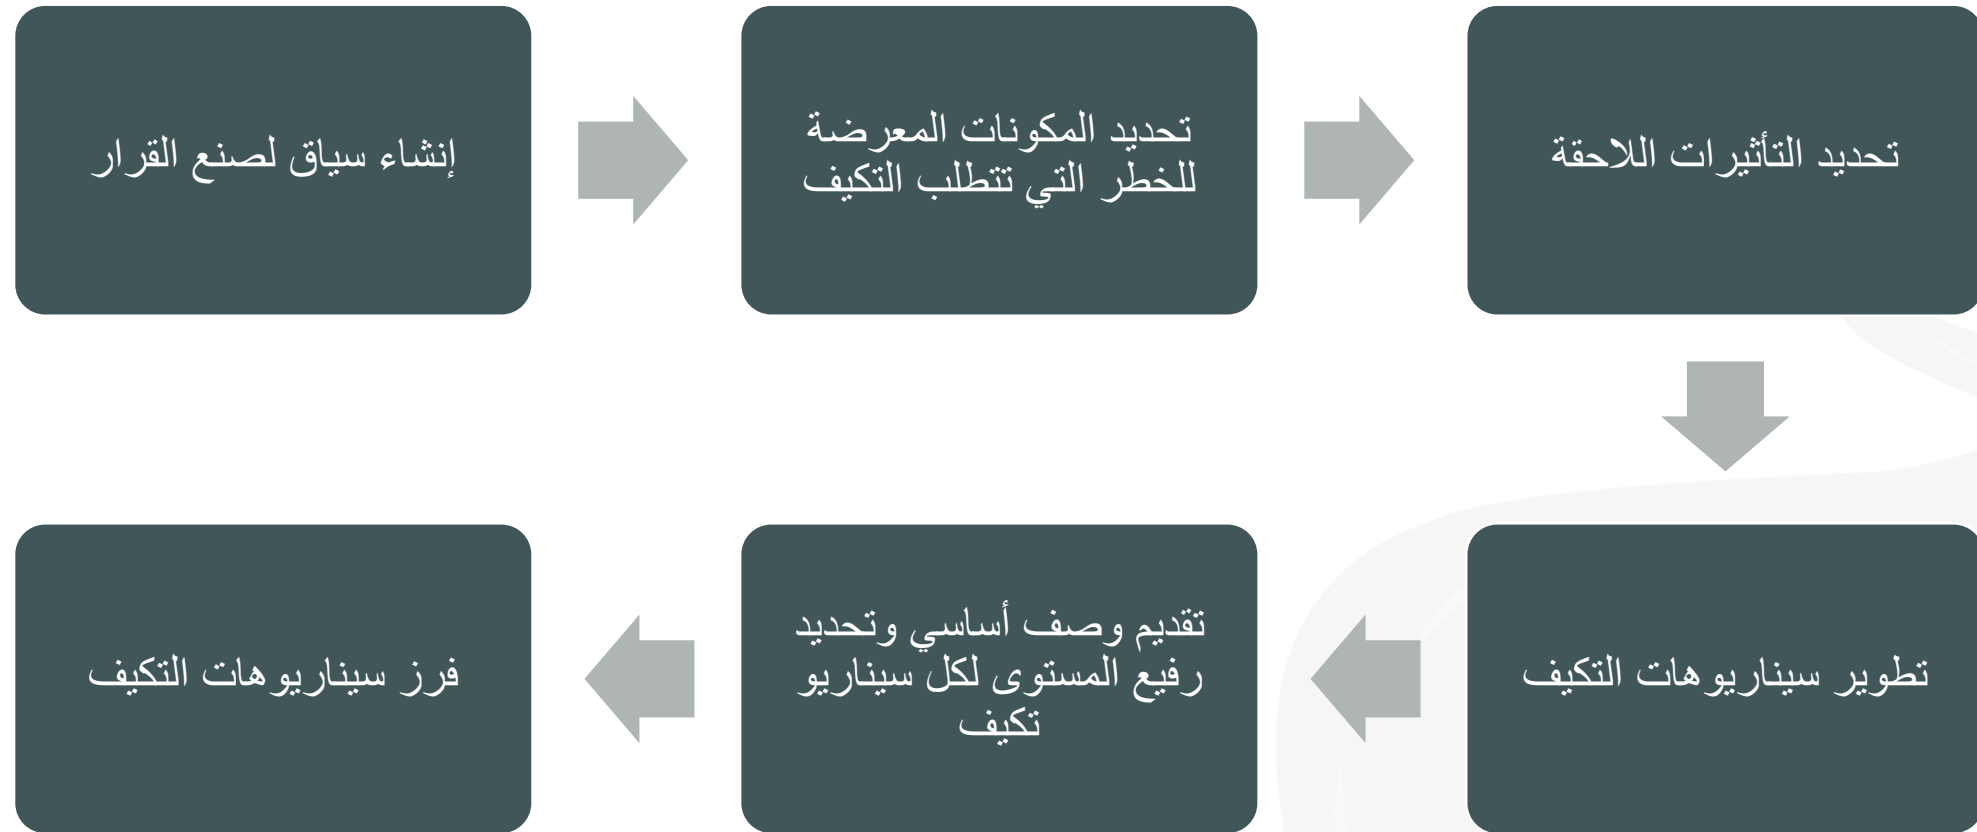 إنشاء سياق لصنع القرار
تحديد المكونات المعرضة
للخطر التي تتطلب التكيف
تحديد التأثيرات اللاحقة
تطوير سيناريوهات التكيف
تقديم وصف أساسي وتحديد
رفيع المستوى لكل سيناريو
تكيف
فرز سيناريوهات التكيف